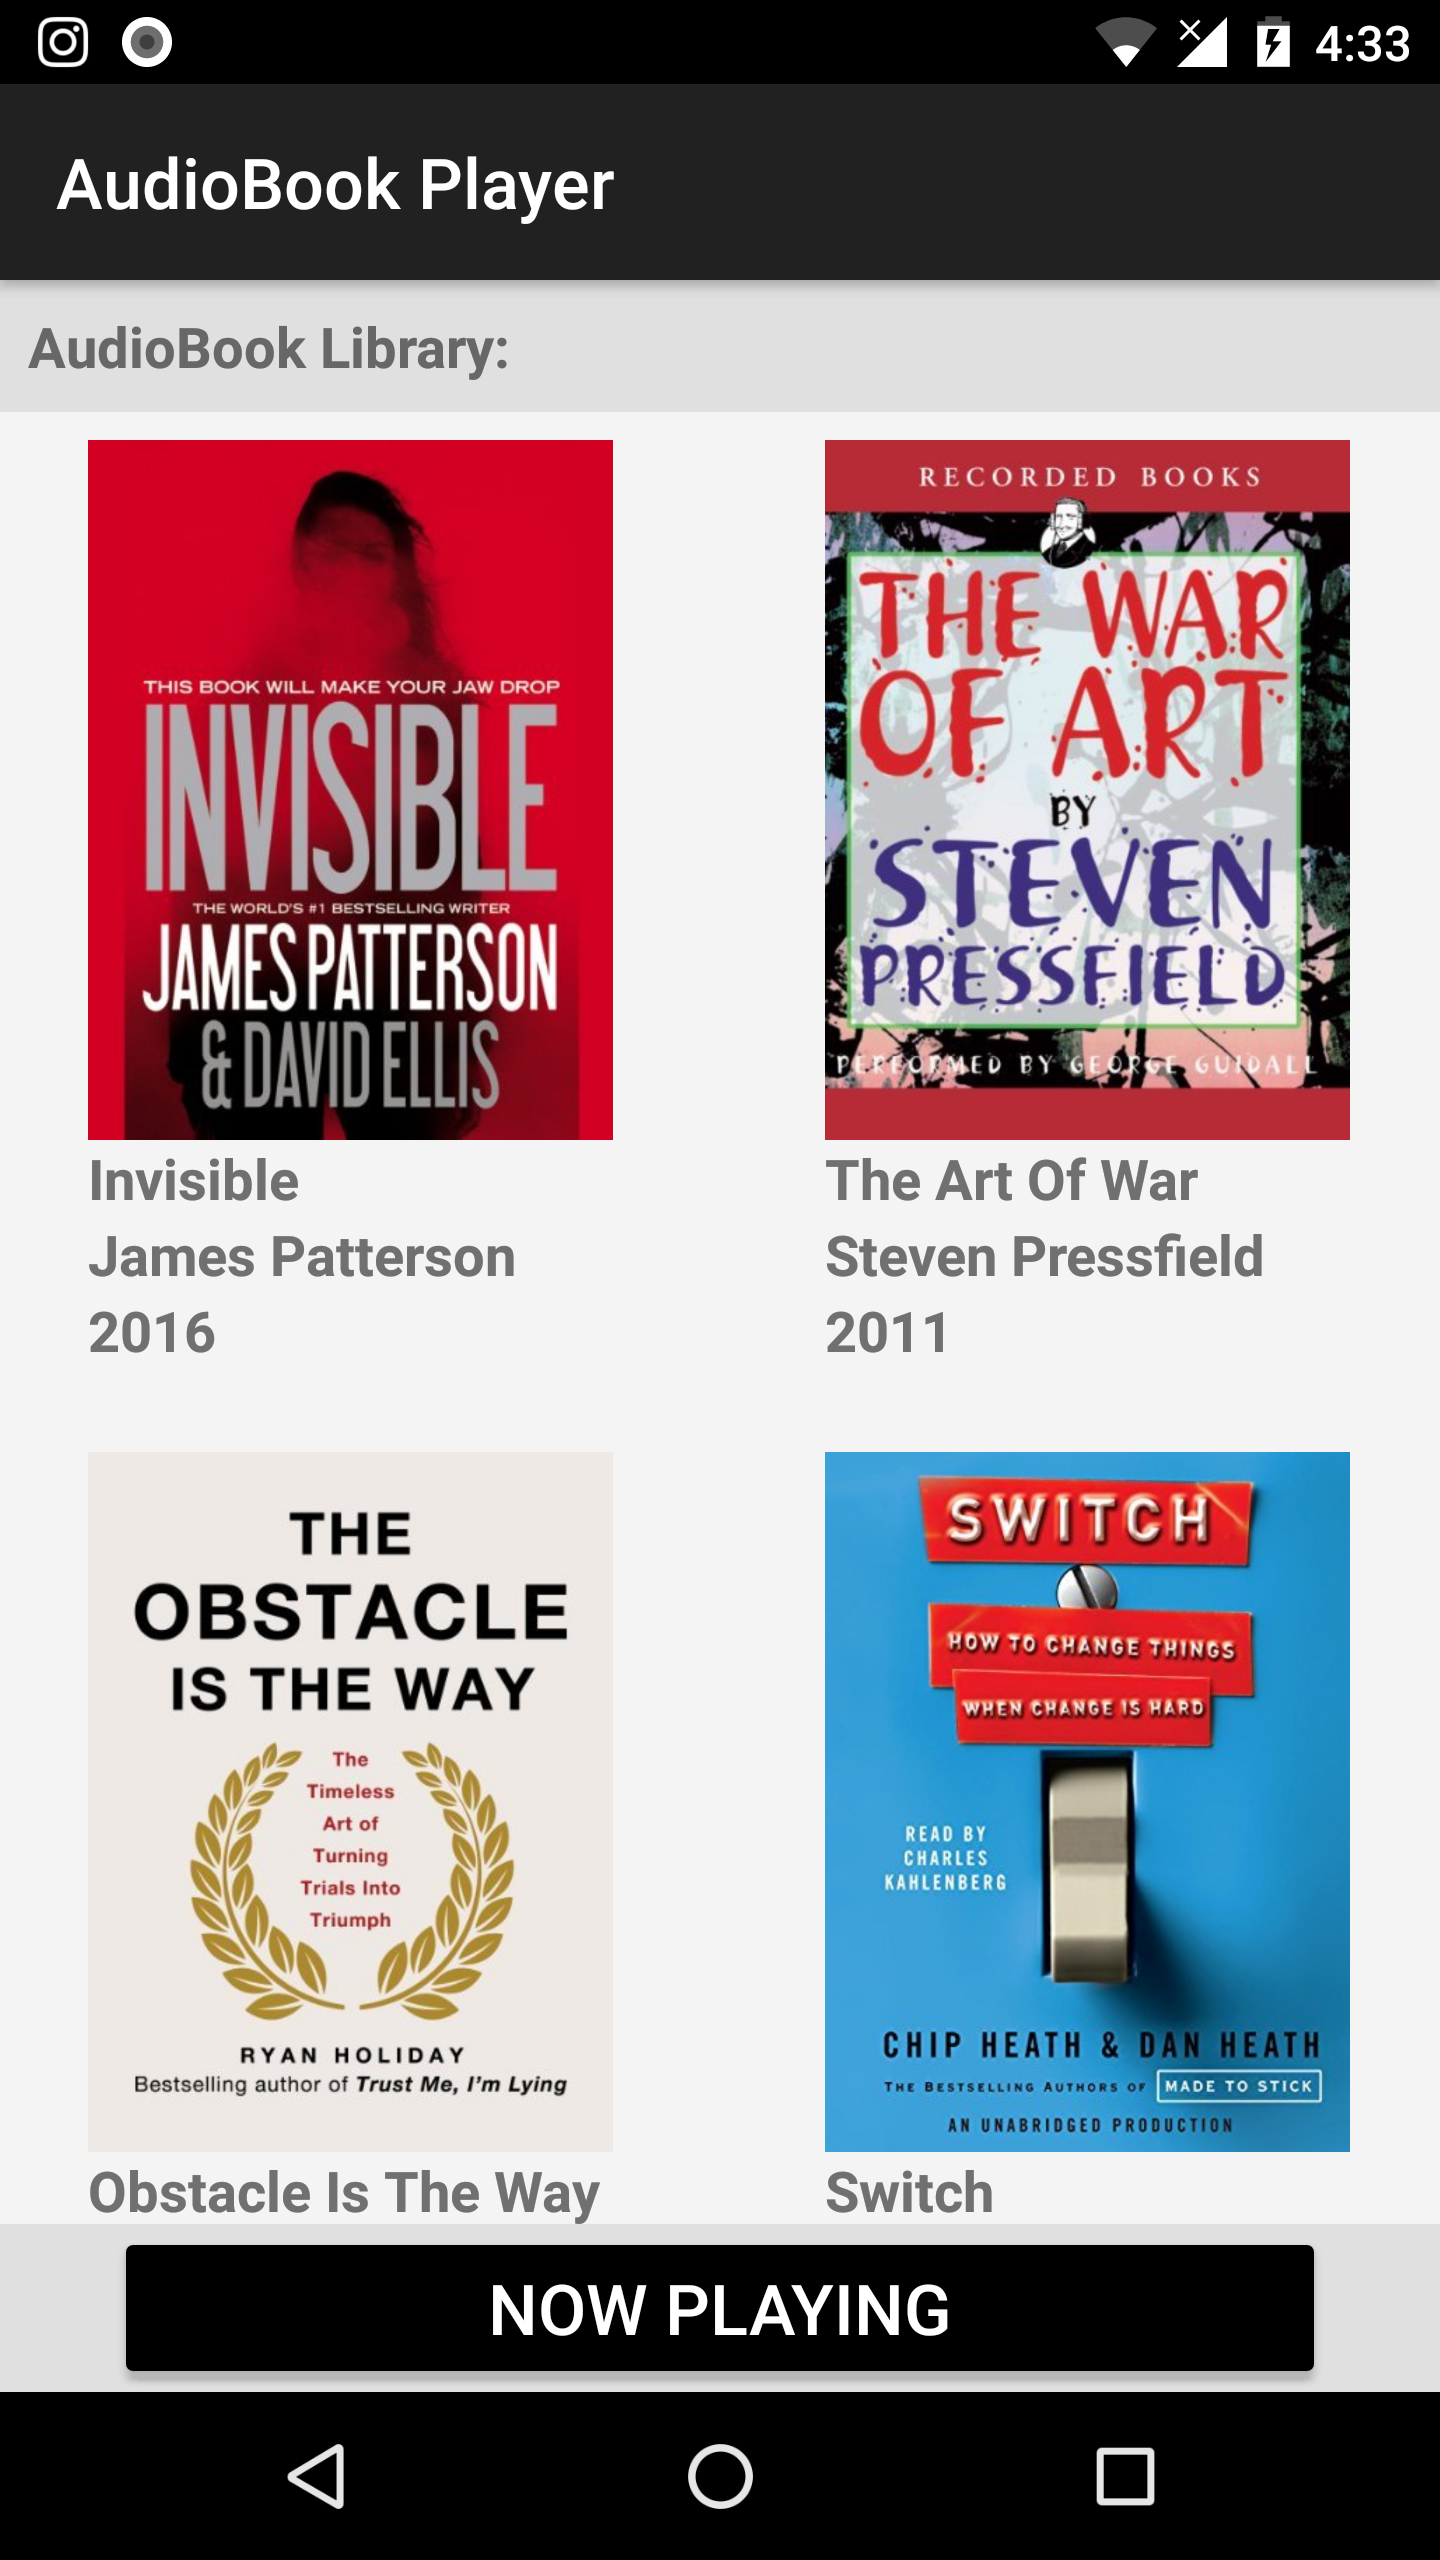 4:33
AudioBook Player
AudioBook Library:
RECORDED BOOKS
THE WAR
OF ART
BY
STEVEN
PRESSFIELD
PERFORMED BY GEORGE GUIDALL
THIS BOOK WILL MAKE YOUR JAW DROP
INVISIBLE
THE WORLD'S #1 BESTSELLING WRITER
JAMES PATTERSON
& DAVID ELLIS
Invisible
James Patterson
2016
The Art Of War
Steven Pressfield
2011
THE
OBSTACLE
IS THE WAY
The
Timeless
Art of
Turning
Trials Into
Triumph
RYAN HOLIDAY
Bestselling author of Trust Me, I'm Lying
Obstacle Is The Way
SWITCH
HOW TO CHANGE THINGS
WHEN CHANGE IS HARD
READ BY
CHARLES
KAHLENBERG
CHIP HEATH & DAN HEATH
THE BESTSELLING AUTHORS OF MADE TO STICK
AN UNABRIDGED PRODUCTION
Switch
NOW PLAYING